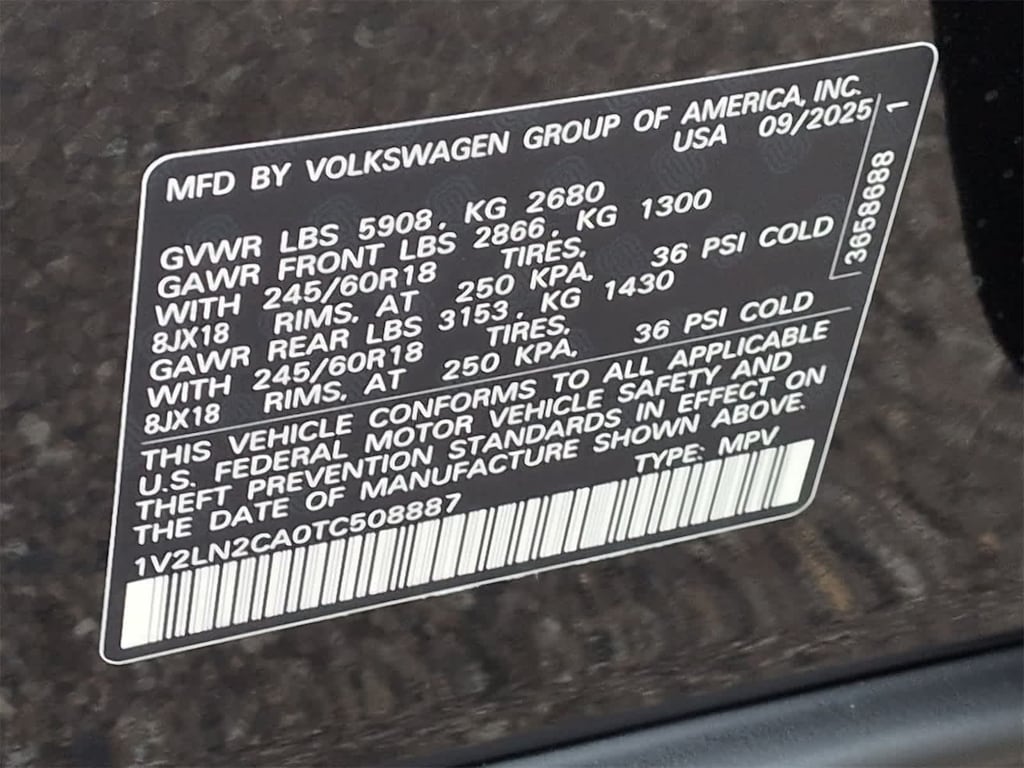 MFD BY VOLKSWAGEN GROUP OF AMERICA, INC.
USA 09/2025
GVWR LBS 5908, KG 2680
GAWR FRONT LBS 2866, KG 1300
WITH 245/60R18 TIRES,
8JX18 RIMS, AT 250 KPA, 36 PSI COLD
GAWR REAR LBS 3153, KG 1430
WITH 245/60R18 TIRES,
8JX18 RIMS, AT 250 KPA, 36 PSI COLD
THIS VEHICLE CONFORMS TO ALL APPLICABLE
U.S. FEDERAL MOTOR VEHICLE SAFETY AND
THEFT PREVENTION STANDARDS IN EFFECT ON
THE DATE OF MANUFACTURE SHOWN ABOVE.
1V2LN2CA0TC508887 TYPE: MPV
3658688 1